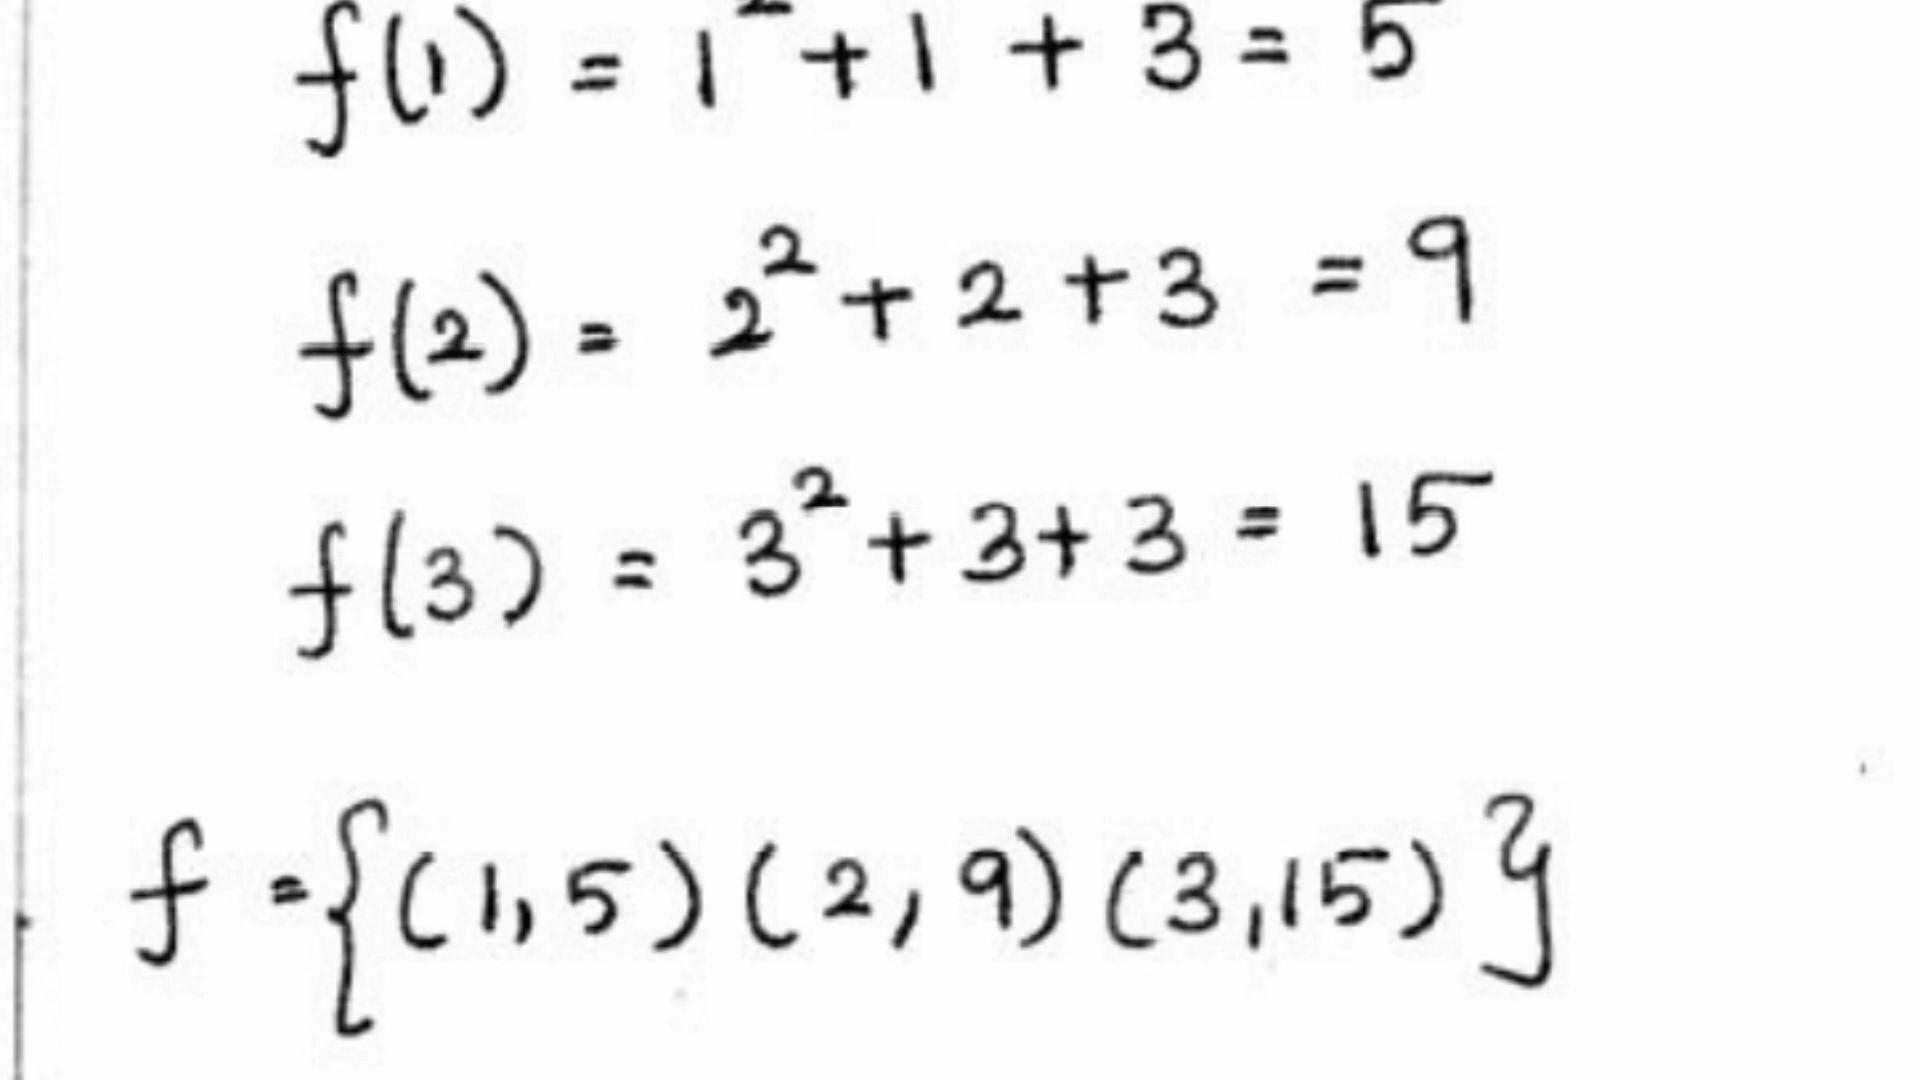 f(1) = 1² + 1 + 3 = 5
f(2) = 2² + 2 + 3 = 9
f(3) = 3² + 3 + 3 = 15
f = {(1,5) (2,9) (3,15)}